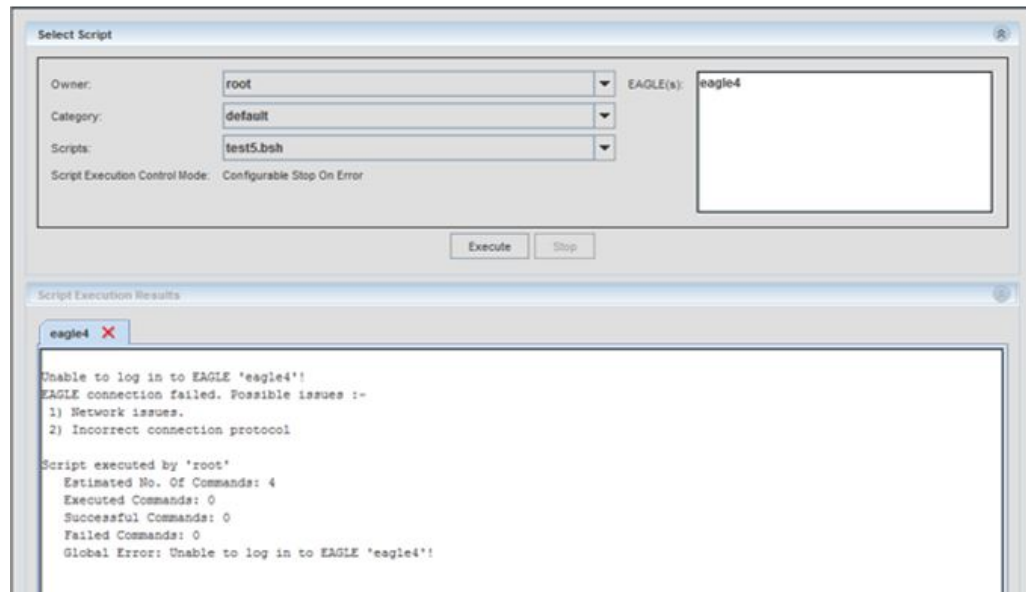 Select Script
Owner: root EAGLE(s): eagle4
Category: default
Scripts: test5.bsh
Script Execution Control Mode: Configurable Stop On Error
Execute Stop
Script Execution Results
eagle4
Unable to log in to EAGLE 'eagle4'!
EAGLE connection failed. Possible issues :-
1) Network issues.
2) Incorrect connection protocol
Script executed by 'root'
Estimated No. Of Commands: 4
Executed Commands: 0
Successful Commands: 0
Failed Commands: 0
Global Error: Unable to log in to EAGLE 'eagle4'!